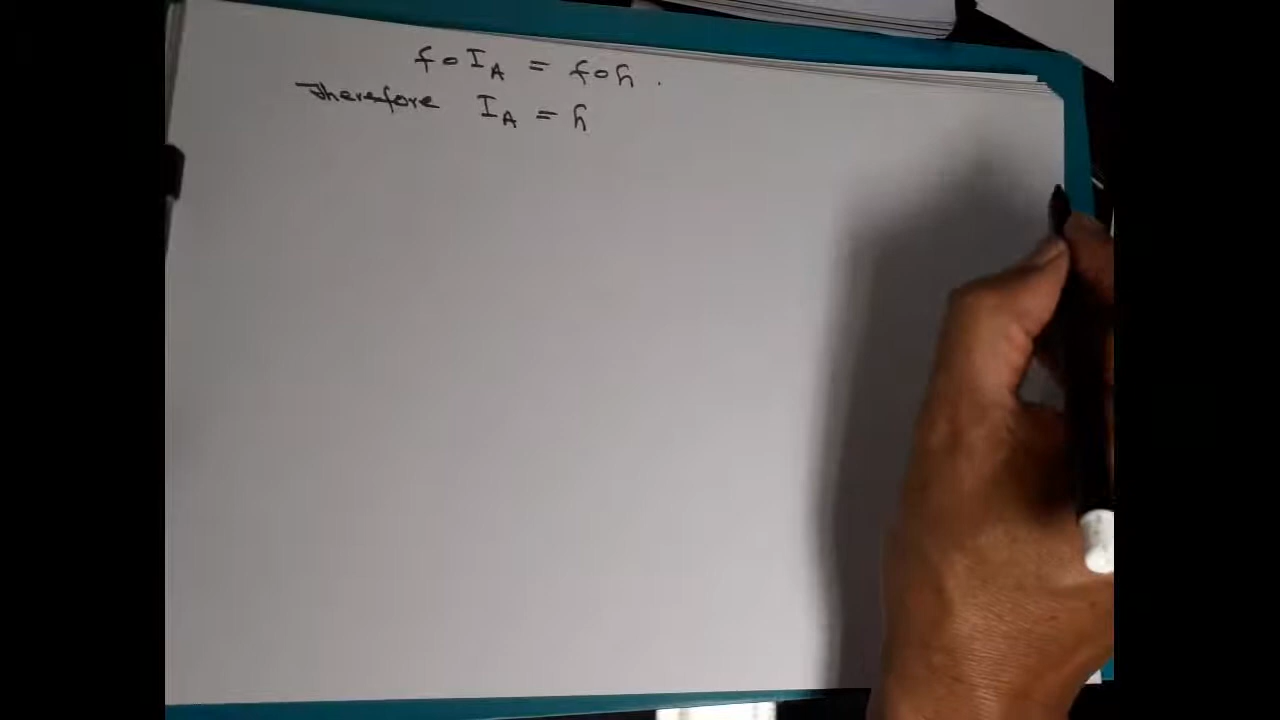 f∘I_A = f∘h .
Therefore I_A = h